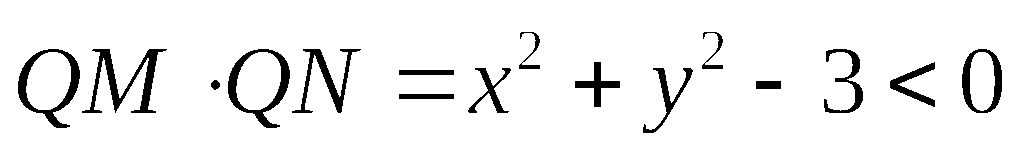 QM ·QN = x² + y² - 3 < 0